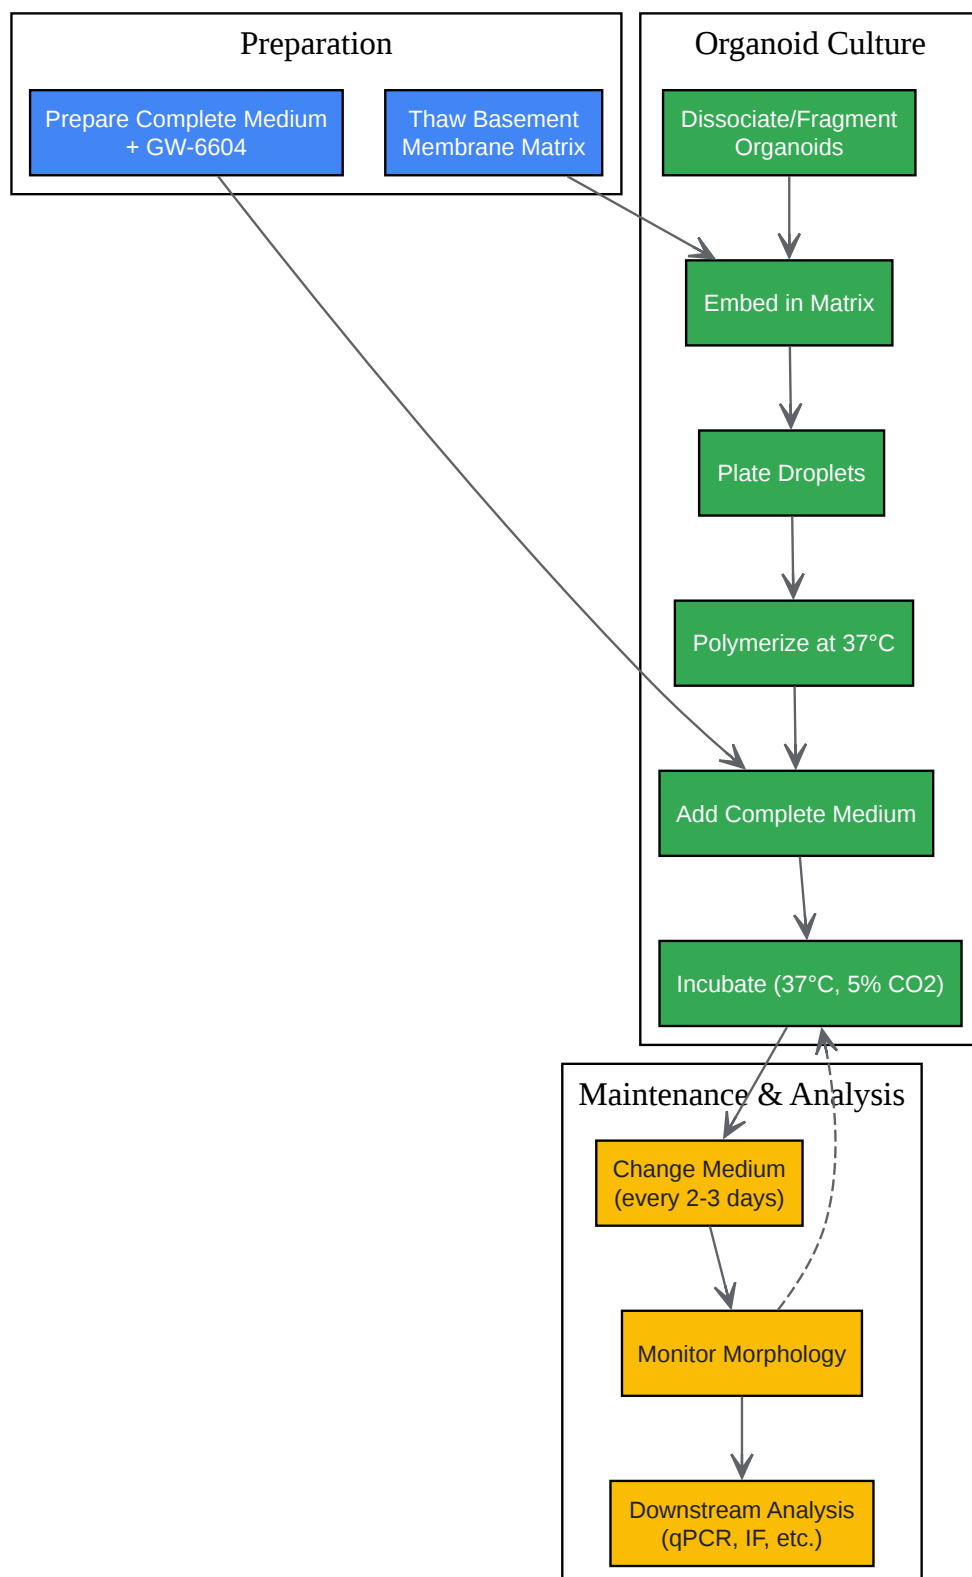 Preparation
Prepare Complete Medium
+ GW-6604
Thaw Basement
Membrane Matrix
Organoid Culture
Dissociate/Fragment
Organoids
Embed in Matrix
Plate Droplets
Polymerize at 37°C
Add Complete Medium
Incubate (37°C, 5% CO2)
Maintenance & Analysis
Change Medium
(every 2-3 days)
Monitor Morphology
Downstream Analysis
(qPCR, IF, etc.)